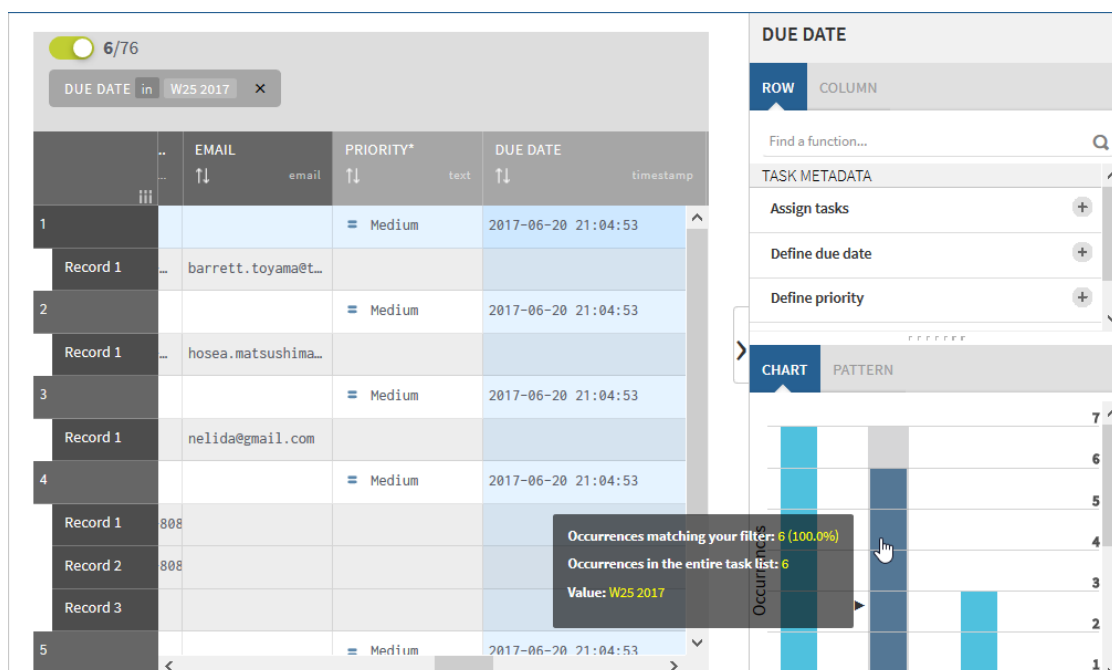 6/76
DUE DATE in W25 2017 ×
.. EMAIL PRIORITY* DUE DATE
... email text timestamp
1 = Medium 2017-06-20 21:04:53
Record 1 … barrett.toyama@t…
2 = Medium 2017-06-20 21:04:53
Record 1 … hosea.matsushima…
3 = Medium 2017-06-20 21:04:53
Record 1 nelida@gmail.com
4 = Medium 2017-06-20 21:04:53
Record 1 808
Record 2 808
Record 3
5 = Medium 2017-06-20 21:04:53
DUE DATE
ROW COLUMN
Find a function...
TASK METADATA
Assign tasks +
Define due date +
Define priority +
CHART PATTERN
7
6
5
4
3
2
1
Occurrences
Occurrences matching your filter: 6 (100.0%)
Occurrences in the entire task list: 6
Value: W25 2017